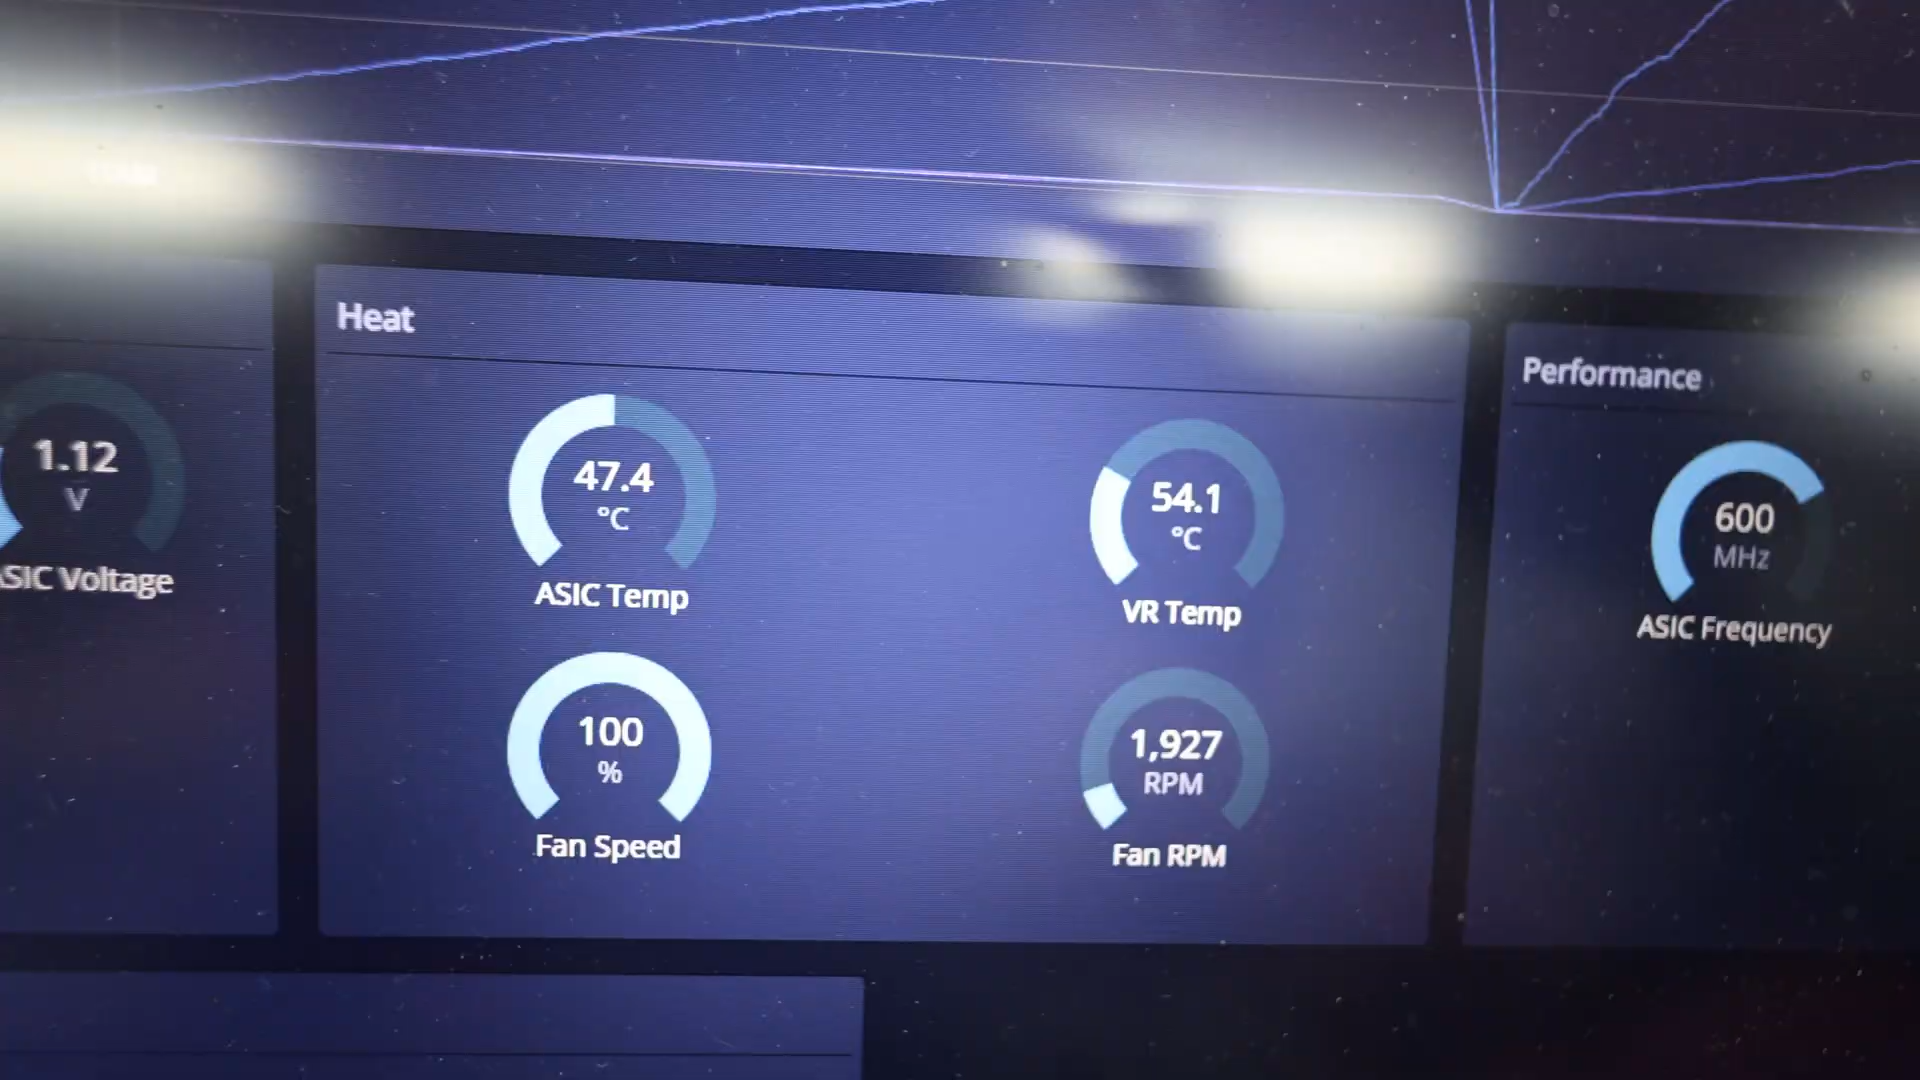 Heat
Performance
1.12
V
ASIC Voltage
47.4
°C
ASIC Temp
54.1
°C
VR Temp
600
MHz
ASIC Frequency
100
%
Fan Speed
1,927
RPM
Fan RPM